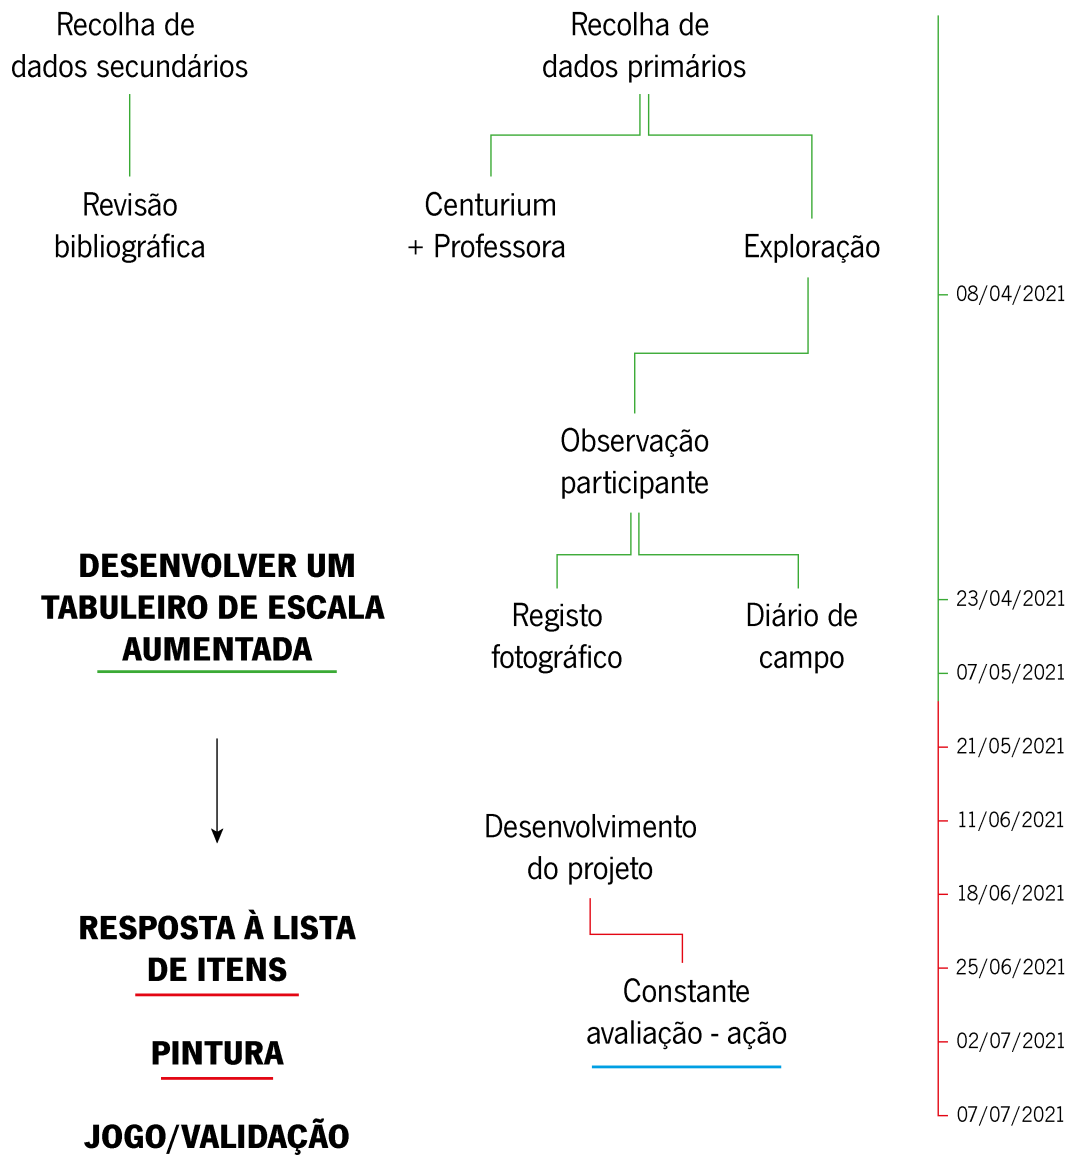 Recolha de
dados secundários
Recolha de
dados primários
Revisão
bibliográfica
Centurium
+ Professora
Exploração
08/04/2021
Observação
participante
DESENVOLVER UM
TABULEIRO DE ESCALA
AUMENTADA
Registo
fotográfico
Diário de
campo
23/04/2021
07/05/2021
21/05/2021
11/06/2021
18/06/2021
25/06/2021
02/07/2021
07/07/2021
Desenvolvimento
do projeto
Constante
avaliação - ação
RESPOSTA À LISTA
DE ITENS
PINTURA
JOGO/VALIDAÇÃO